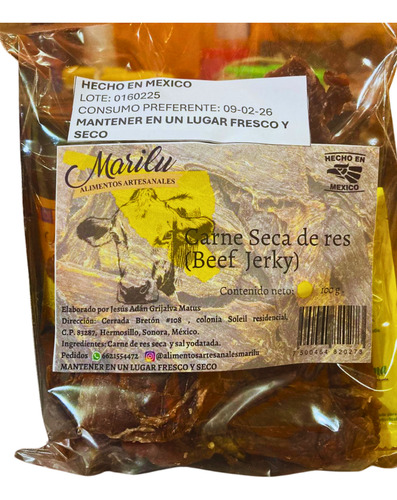 HECHO EN MEXICO
LOTE: 0160225
CONSUMO PREFERENTE: 09-02-26
MANTENER EN UN LUGAR FRESCO Y
SECO
Marilu
ALIMENTOS ARTESANALES
HECHO EN
MÉXICO
Carne Seca de res
(Beef Jerky)
Contenido neto: 100 g.
Elaborado por Jesus Adán Grijalva Matus
Dirección: Cerrada Bretón #108 , colonia Soleil residencial,
C.P. 83287, Hermosillo, Sonora, México.
Ingredientes:Carne de res seca y sal yodatada.
Pedidos 6621554472 @alimentosartesanalesmarilu
MANTENER EN UN LUGAR FRESCO Y SECO